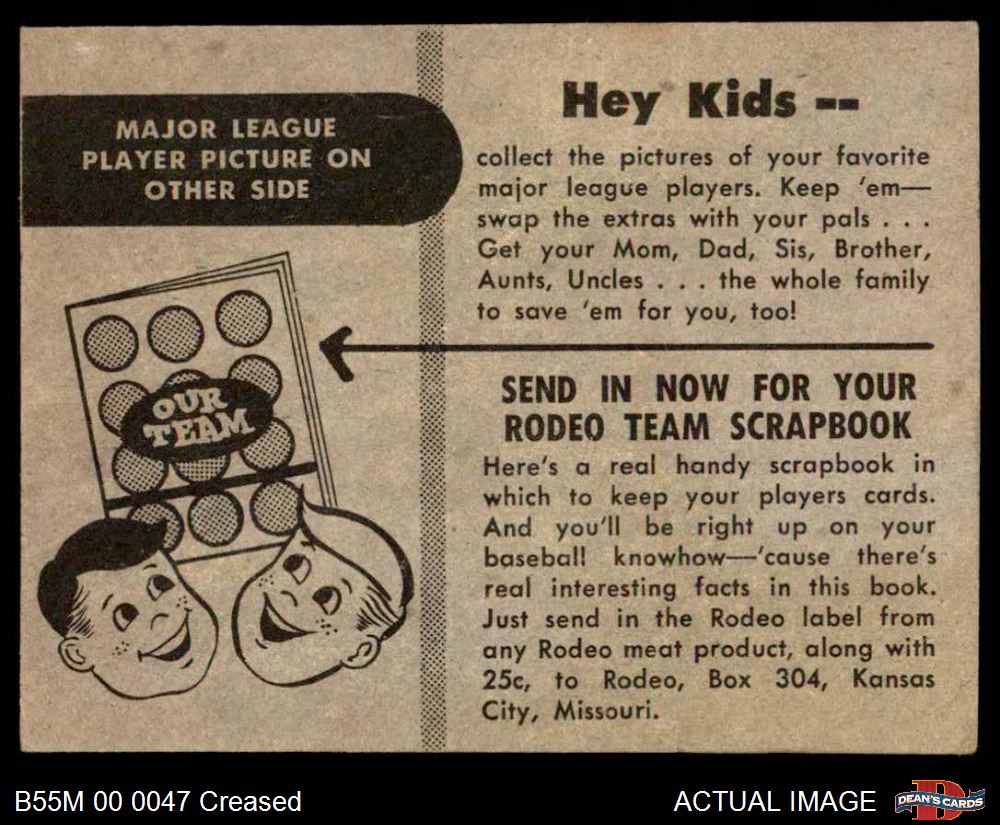 MAJOR LEAGUE
PLAYER PICTURE ON
OTHER SIDE
OUR
TEAM
Hey Kids --
collect the pictures of your favorite
major league players. Keep 'em—
swap the extras with your pals . . .
Get your Mom, Dad, Sis, Brother,
Aunts, Uncles . . . the whole family
to save 'em for you, too!
SEND IN NOW FOR YOUR
RODEO TEAM SCRAPBOOK
Here's a real handy scrapbook in
which to keep your players cards.
And you'll be right up on your
baseball knowhow—'cause there's
real interesting facts in this book.
Just send in the Rodeo label from
any Rodeo meat product, along with
25c, to Rodeo, Box 304, Kansas
City, Missouri.
B55M 00 0047 Creased
ACTUAL IMAGE
D
DEAN'S CARDS